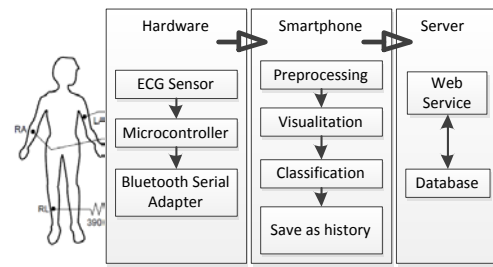 Hardware
Smartphone
Server
RA
RL
ECG Sensor
Microcontroller
Bluetooth Serial
Adapter
Preprocessing
Visualitation
Classification
Save as history
Web
Service
Database